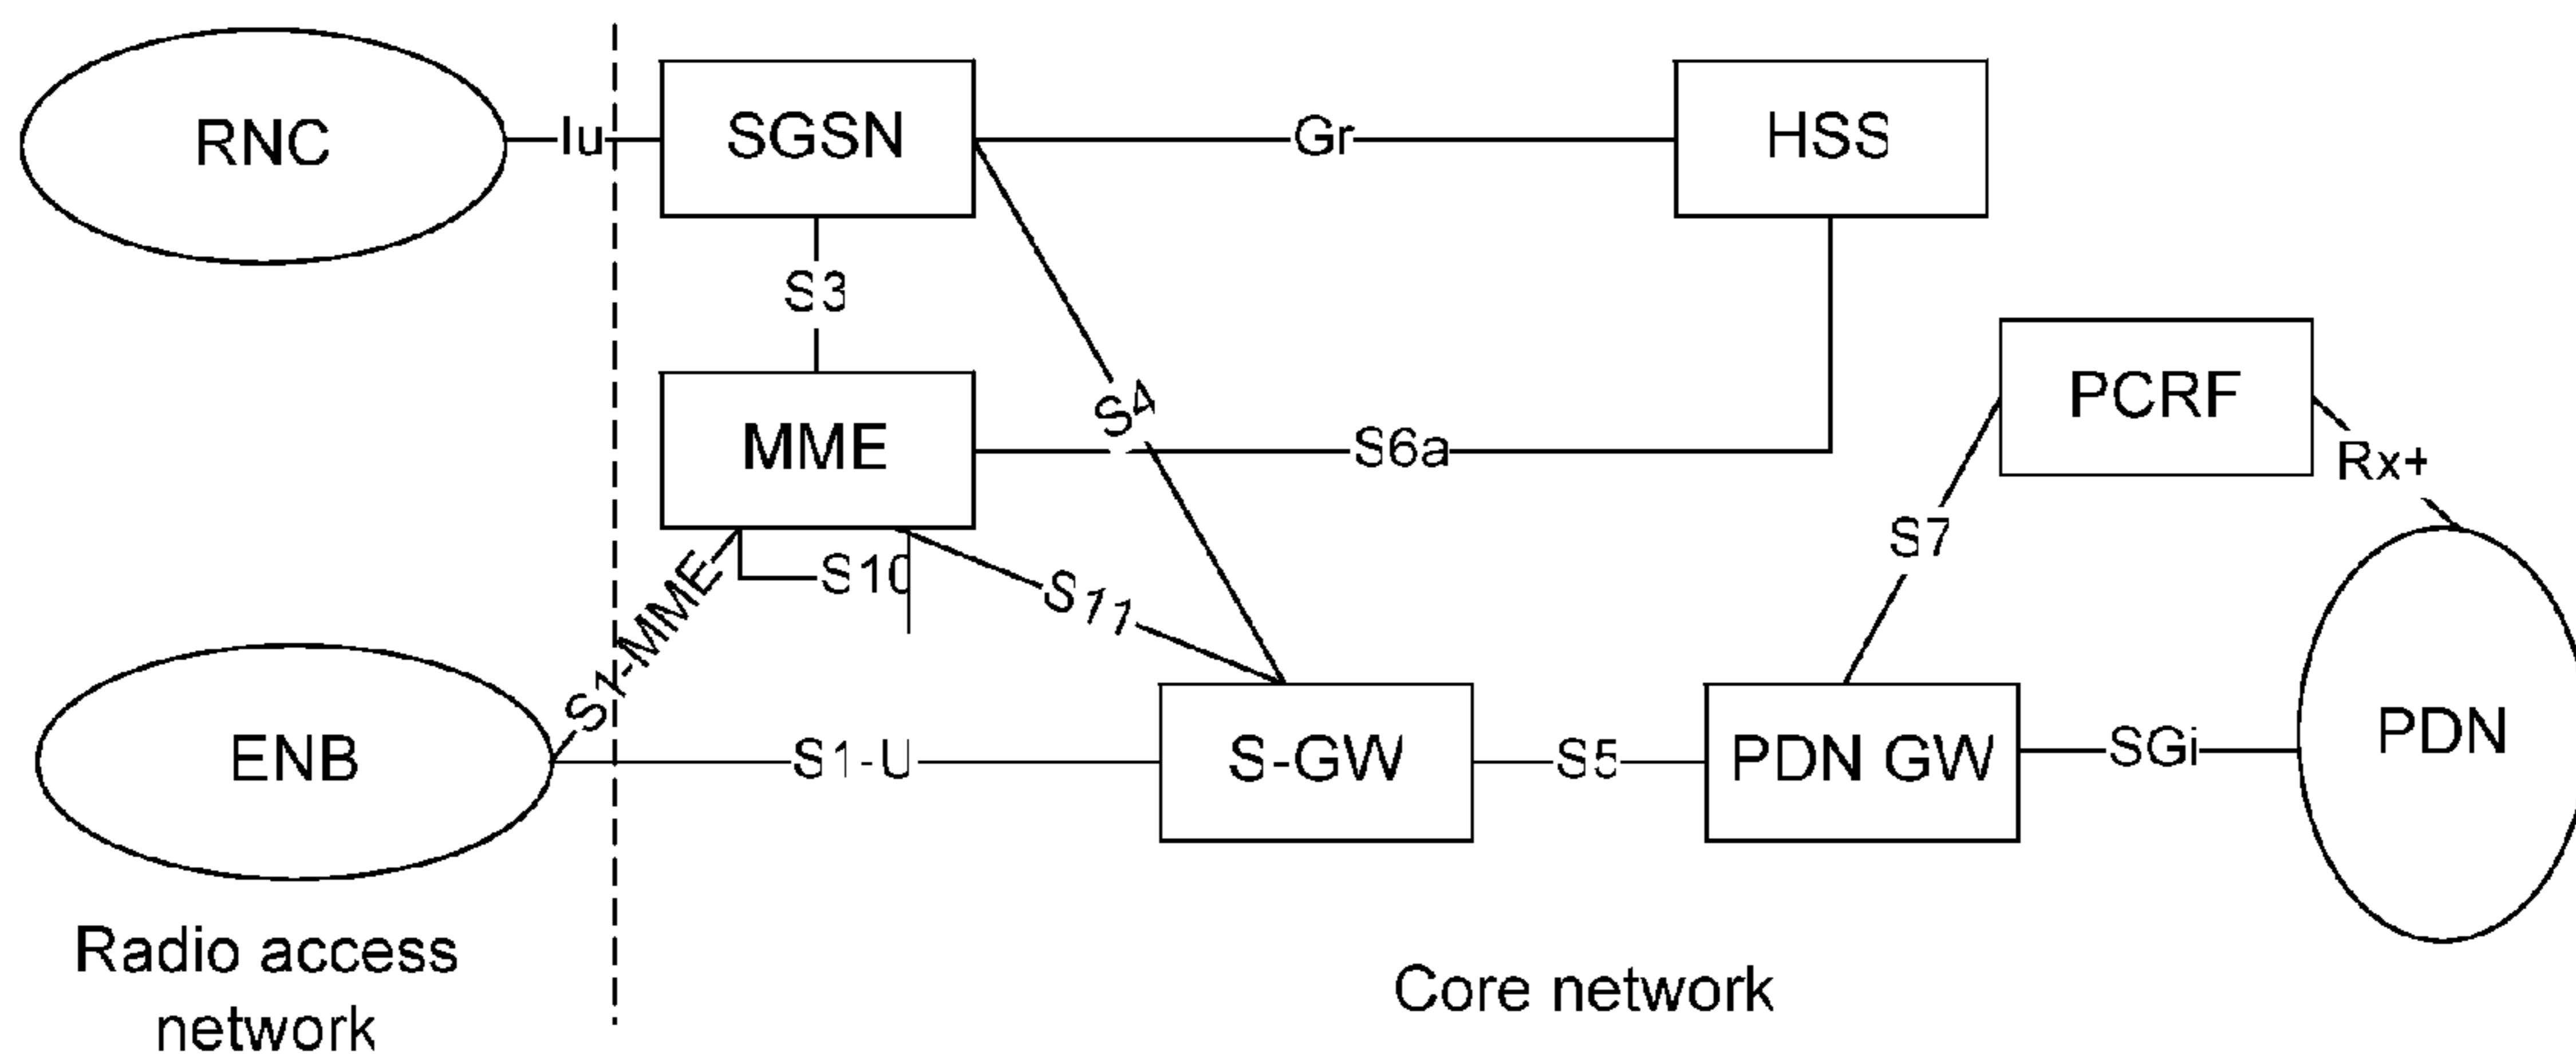 RNC
Iu
SGSN
Gr
HSS
S3
S4
MME
S6a
PCRF
Rx+
S7
S10
S11
S1-MME
ENB
S1-U
S-GW
S5
PDN GW
SGi
PDN
Radio access
network
Core network